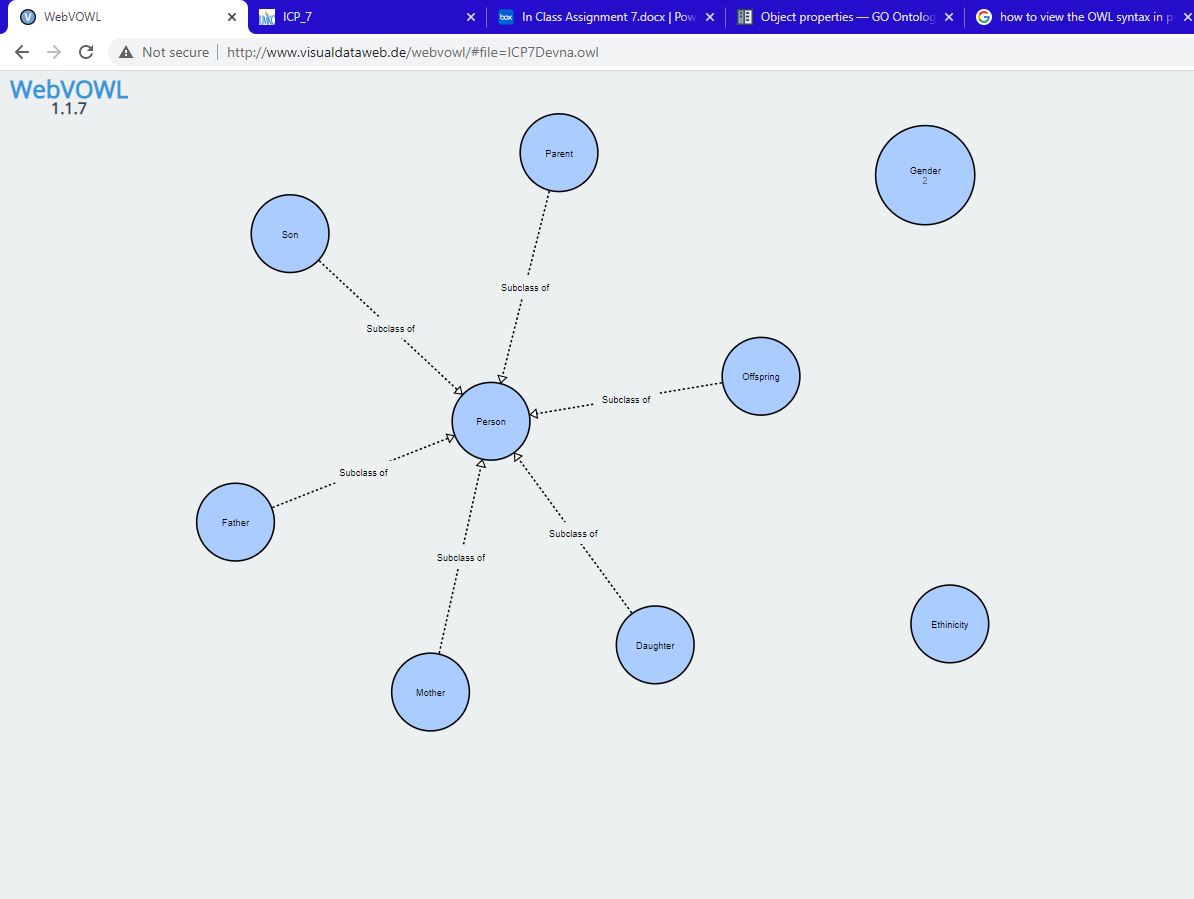 WebVOWL
ICP_7
In Class Assignment 7.docx | Pow
Object properties — GO Ontolog
how to view the OWL syntax in p
Not secure
http://www.visualdataweb.de/webvowl/#file=ICP7Devna.owl
WebVOWL
1.1.7
Parent
Gender
2
Son
Subclass of
Subclass of
Offspring
Subclass of
Person
Subclass of
Father
Subclass of
Subclass of
Ethinicity
Daughter
Mother